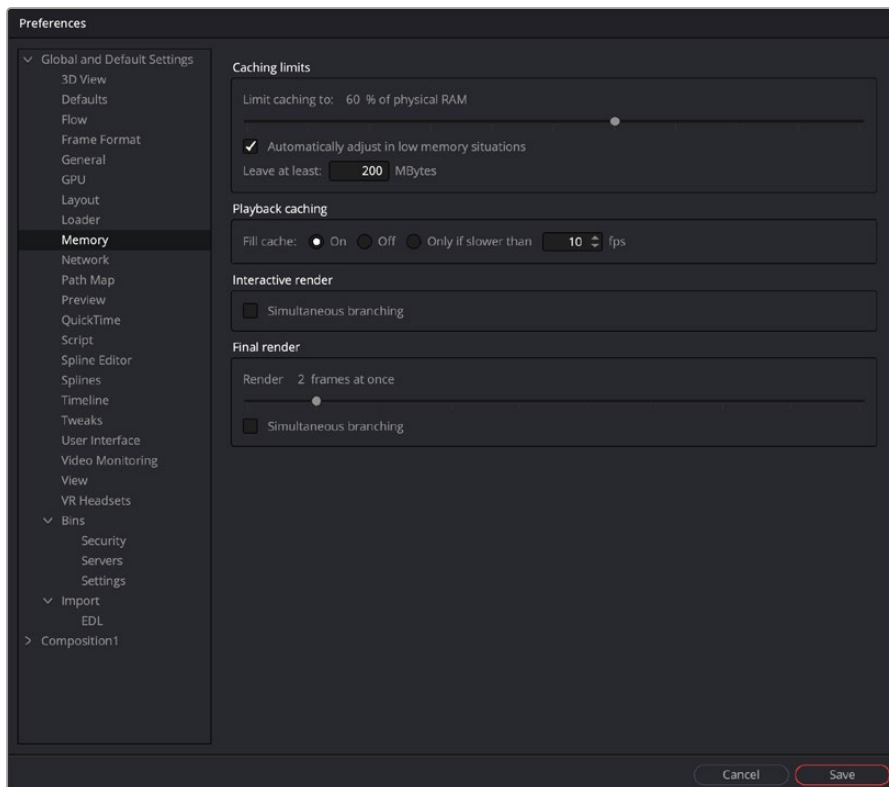 Preferences
Global and Default Settings
3D View
Defaults
Flow
Frame Format
General
GPU
Layout
Loader
Memory
Network
Path Map
Preview
QuickTime
Script
Spline Editor
Splines
Timeline
Tweaks
User Interface
Video Monitoring
View
VR Headsets
Bins
Security
Servers
Settings
Import
EDL
Composition1
Caching limits
Limit caching to: 60 % of physical RAM
Automatically adjust in low memory situations
Leave at least: 200 MBytes
Playback caching
Fill cache: On Off Only if slower than 10 fps
Interactive render
Simultaneous branching
Final render
Render 2 frames at once
Simultaneous branching
Cancel Save